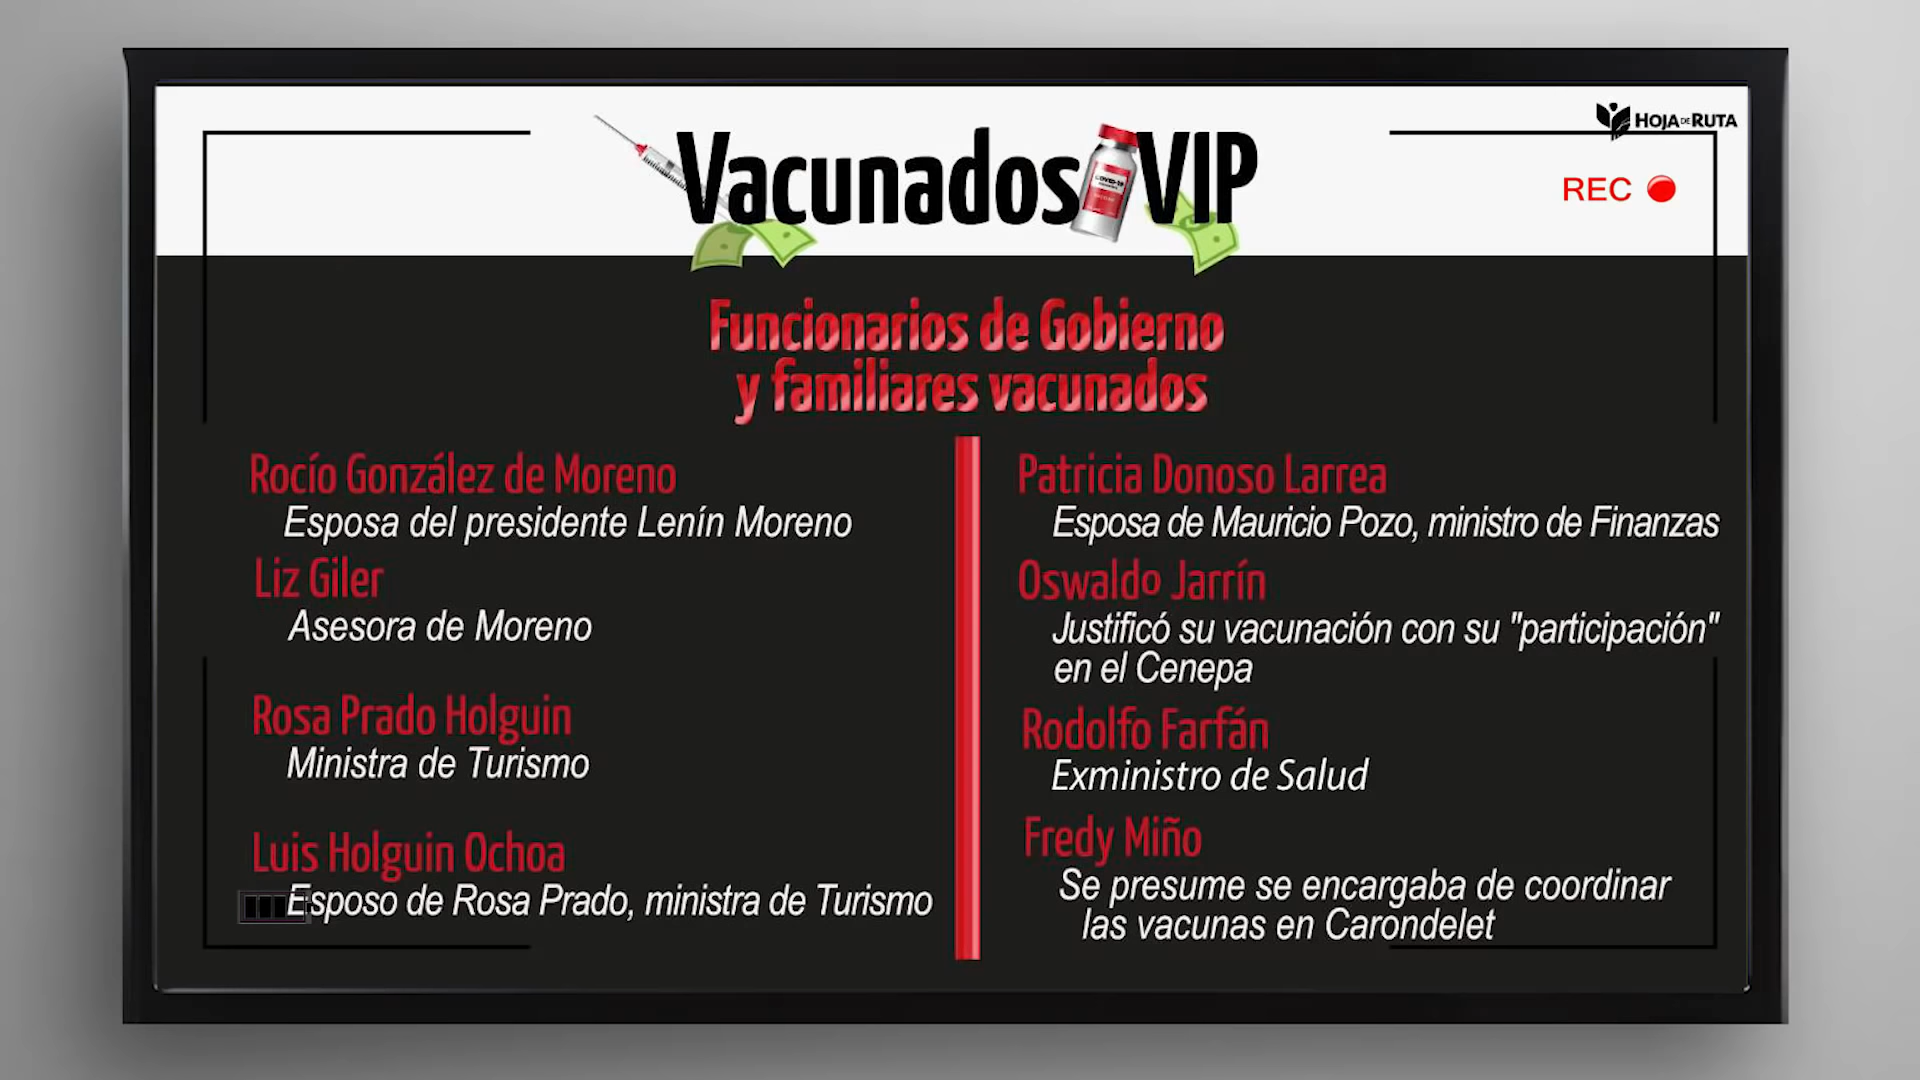 HOJA DE RUTA
Vacunados VIP
COVID-19
REC
Funcionarios de Gobierno
y familiares vacunados
Rocío González de Moreno
Esposa del presidente Lenín Moreno
Liz Giler
Asesora de Moreno
Rosa Prado Holguin
Ministra de Turismo
Luis Holguin Ochoa
Esposo de Rosa Prado, ministra de Turismo
Patricia Donoso Larrea
Esposa de Mauricio Pozo, ministro de Finanzas
Oswaldo Jarrín
Justificó su vacunación con su "participación"
en el Cenepa
Rodolfo Farfán
Exministro de Salud
Fredy Miño
Se presume se encargaba de coordinar
las vacunas en Carondelet